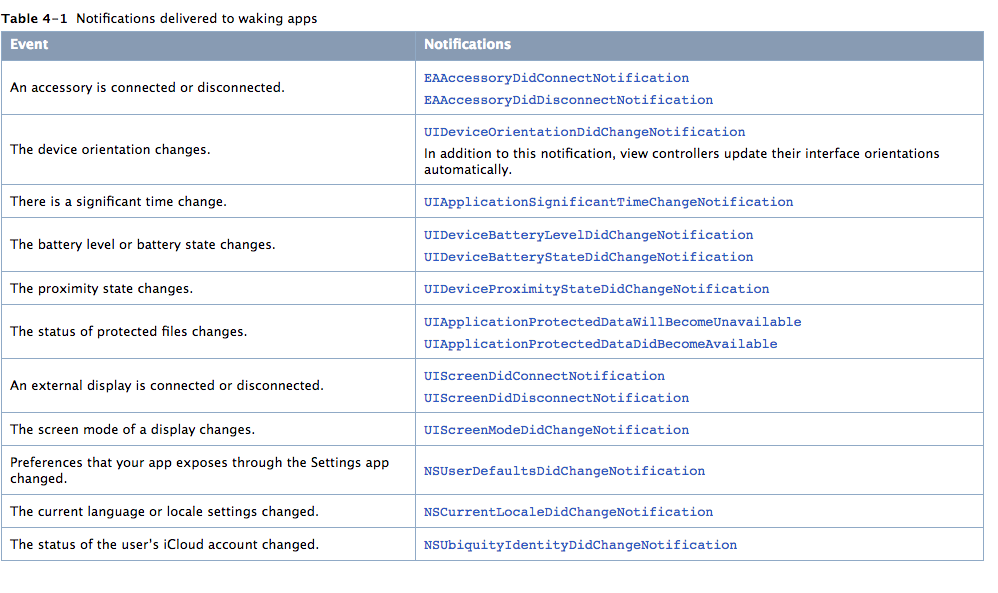 Table 4-1 Notifications delivered to waking apps
Event
Notifications
An accessory is connected or disconnected.
EAAccessoryDidConnectNotification
EAAccessoryDidDisconnectNotification
The device orientation changes.
UIDeviceOrientationDidChangeNotification
In addition to this notification, view controllers update their interface orientations
automatically.
There is a significant time change.
UIApplicationSignificantTimeChangeNotification
The battery level or battery state changes.
UIDeviceBatteryLevelDidChangeNotification
UIDeviceBatteryStateDidChangeNotification
The proximity state changes.
UIDeviceProximityStateDidChangeNotification
The status of protected files changes.
UIApplicationProtectedDataWillBecomeUnavailable
UIApplicationProtectedDataDidBecomeAvailable
An external display is connected or disconnected.
UIScreenDidConnectNotification
UIScreenDidDisconnectNotification
The screen mode of a display changes.
UIScreenModeDidChangeNotification
Preferences that your app exposes through the Settings app
changed.
NSUserDefaultsDidChangeNotification
The current language or locale settings changed.
NSCurrentLocaleDidChangeNotification
The status of the user's iCloud account changed.
NSUbiquityIdentityDidChangeNotification